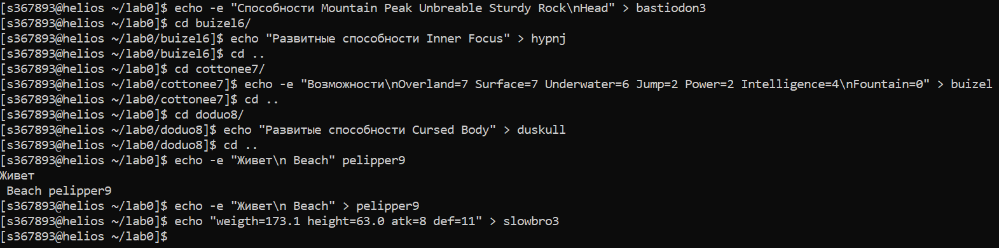 [s367893@helios ~/lab0]$ echo -e "Способности Mountain Peak Unbreable Sturdy Rock\nHead" > bastiodon3
[s367893@helios ~/lab0]$ cd buizel6/
[s367893@helios ~/lab0/buizel6]$ echo "Развитные способности Inner Focus" > hypnj
[s367893@helios ~/lab0/buizel6]$ cd ..
[s367893@helios ~/lab0]$ cd cottonee7/
[s367893@helios ~/lab0/cottonee7]$ echo -e "Возможности\nOverland=7 Surface=7 Underwater=6 Jump=2 Power=2 Intelligence=4\nFountain=0" > buizel
[s367893@helios ~/lab0/cottonee7]$ cd ..
[s367893@helios ~/lab0]$ cd doduo8/
[s367893@helios ~/lab0/doduo8]$ echo "Развитые способности Cursed Body" > duskull
[s367893@helios ~/lab0/doduo8]$ cd ..
[s367893@helios ~/lab0]$ echo -e "Живет\n Beach" pelipper9
Живет
 Beach pelipper9
[s367893@helios ~/lab0]$ echo -e "Живет\n Beach" > pelipper9
[s367893@helios ~/lab0]$ echo "weigth=173.1 height=63.0 atk=8 def=11" > slowbro3
[s367893@helios ~/lab0]$